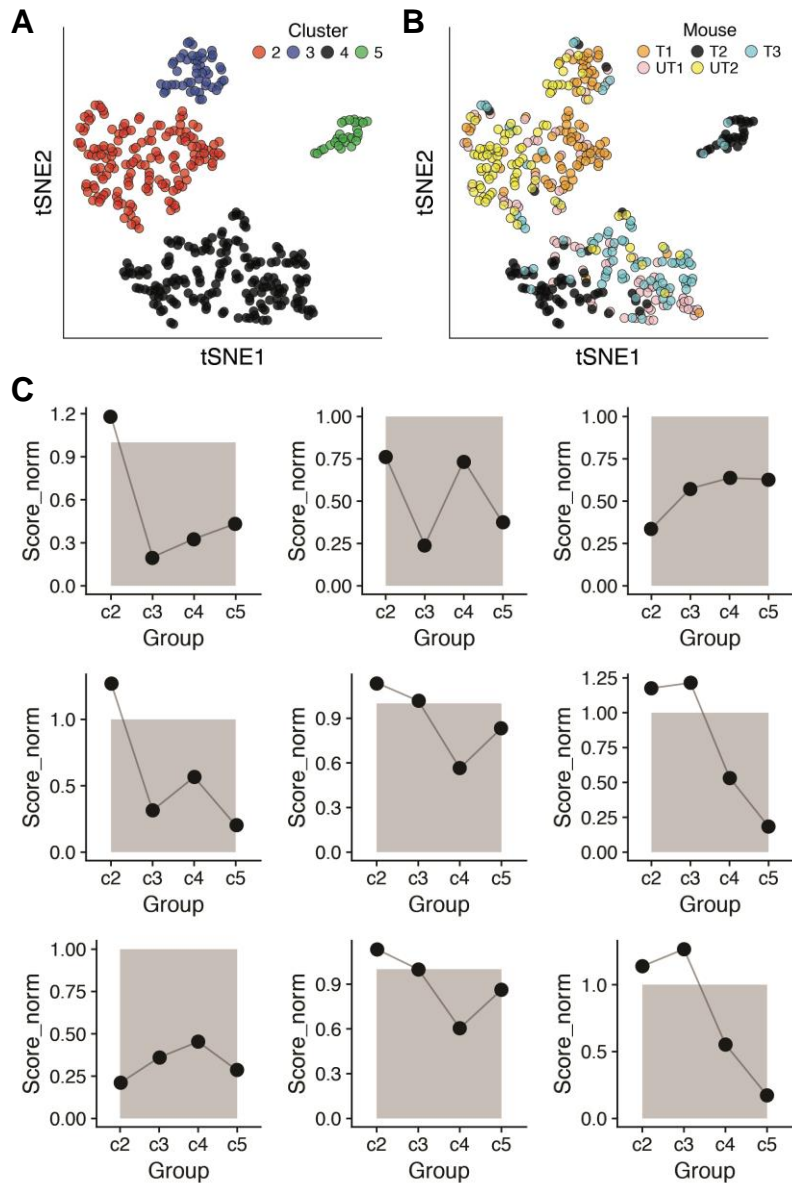 A
B
Cluster
2 3 4 5
Mouse
T1 T2 T3
UT1 UT2
tSNE2
tSNE1
tSNE2
tSNE1
C
Score_norm
1.2
0.9
0.3
0.0
c2 c3 c4 c5
Group
Score_norm
1.00
0.75
0.50
0.25
0.00
c2 c3 c4 c5
Group
Score_norm
1.00
0.75
0.50
0.25
0.00
c2 c3 c4 c5
Group
Score_norm
1.0
0.5
0.0
c2 c3 c4 c5
Group
Score_norm
0.9
0.6
0.3
0.0
c2 c3 c4 c5
Group
Score_norm
1.25
1.00
0.75
0.50
0.25
0.00
c2 c3 c4 c5
Group
Score_norm
1.00
0.75
0.50
0.25
0.00
c2 c3 c4 c5
Group
Score_norm
0.9
0.6
0.3
0.0
c2 c3 c4 c5
Group
Score_norm
1.0
0.5
0.0
c2 c3 c4 c5
Group